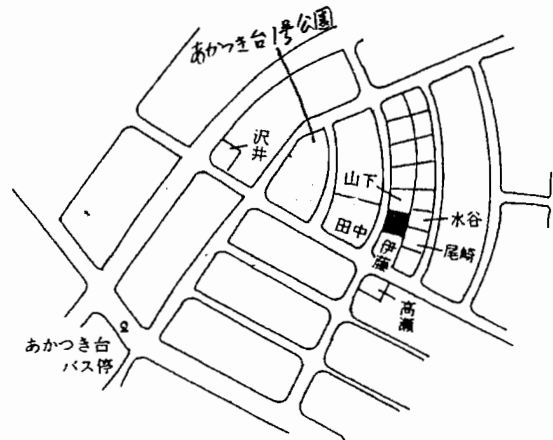 あかつき台1号公園
沢井
山下
田中
伊藤
水谷
尾崎
高瀬
あかつき台
バス停